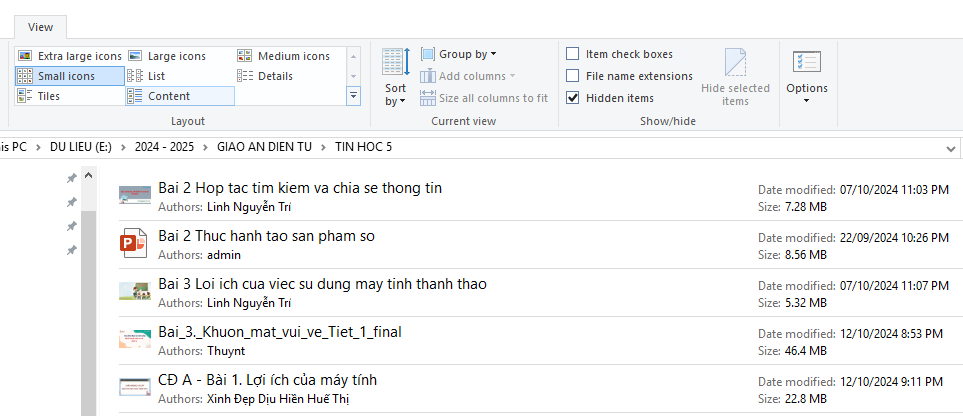 View
Extra large icons Large icons Medium icons
Small icons List Details
Tiles Content
Layout
Sort by
Group by
Add columns
Size all columns to fit
Current view
Item check boxes
File name extensions
Hidden items
Hide selected items
Show/hide
Options
is PC > DU LIEU (E:) > 2024 - 2025 > GIAO AN DIEN TU > TIN HOC 5
Bai 2 Hop tac tim kiem va chia se thong tin Date modified: 07/10/2024 11:03 PM
Authors: Linh Nguyễn Trí Size: 7.28 MB
Bai 2 Thuc hanh tao san pham so Date modified: 22/09/2024 10:26 PM
Authors: admin Size: 8.56 MB
Bai 3 Loi ich cua viec su dung may tinh thanh thao Date modified: 07/10/2024 11:07 PM
Authors: Linh Nguyễn Trí Size: 5.32 MB
Bai_3._Khuon_mat_vui_ve_Tiet_1_final Date modified: 12/10/2024 8:53 PM
Authors: Thuynt Size: 46.4 MB
CĐ A - Bài 1. Lợi ích của máy tính Date modified: 12/10/2024 9:11 PM
Authors: Xinh Đẹp Dịu Hiền Huế Thị Size: 22.8 MB